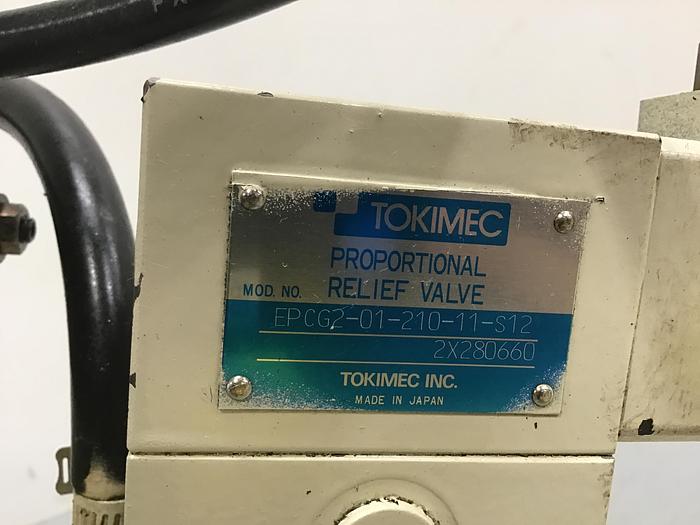 TOKIMEC
PROPORTIONAL
MOD. NO. RELIEF VALVE
EPCG2-01-210-11-S12
2X280660
TOKIMEC INC.
MADE IN JAPAN